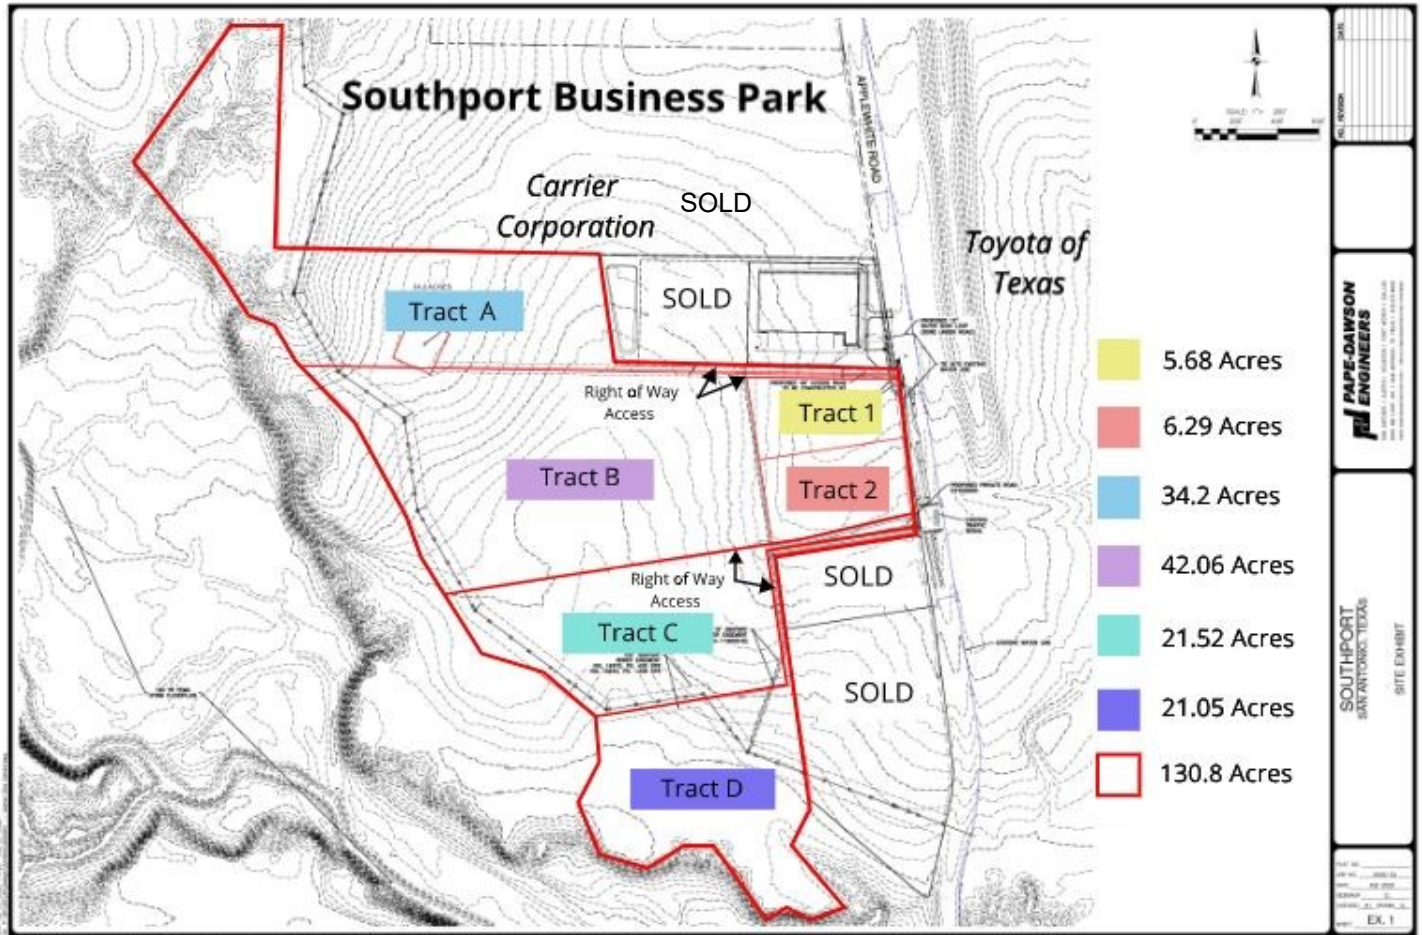 Southport Business Park
APPLEWHITE ROAD
Carrier
Corporation
SOLD
Toyota of
Texas
Tract A
SOLD
Right of Way
Access
Tract 1
Tract B
Tract 2
Right of Way
Access
SOLD
Tract C
SOLD
Tract D
5.68 Acres
6.29 Acres
34.2 Acres
42.06 Acres
21.52 Acres
21.05 Acres
130.8 Acres
PAPE-DAWSON
ENGINEERS
SOUTHPORT
SAN ANTONIO, TEXAS
SITE EXHIBIT
EX. 1